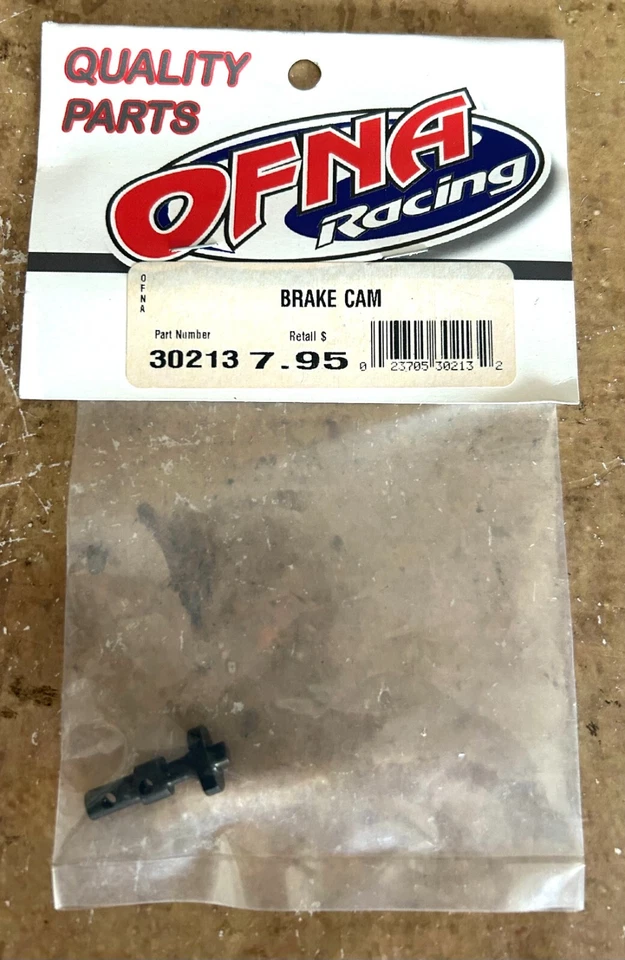 QUALITY
PARTS
OFNA
Racing
OFNA
BRAKE CAM
Part Number Retail $
30213 7.95
0 23705 30213 2